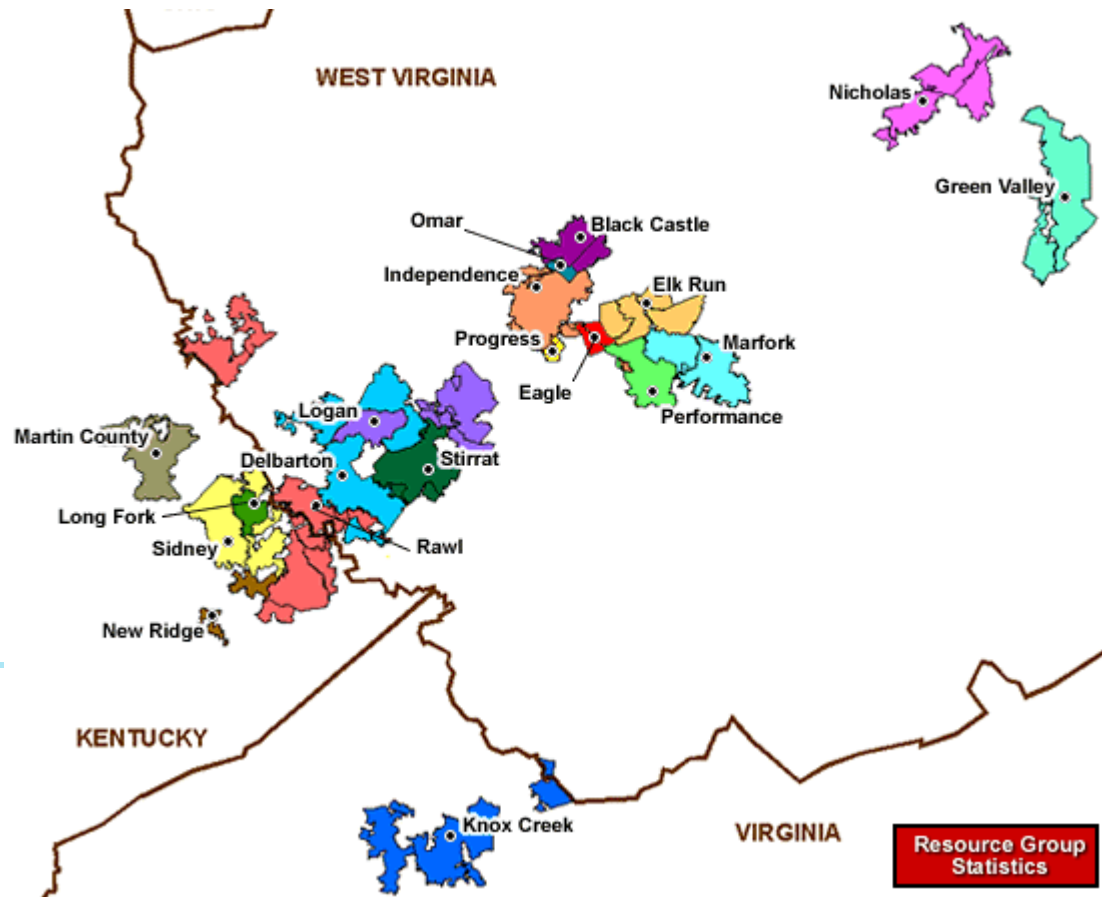 WEST VIRGINIA
Nicholas
Green Valley
Omar
Black Castle
Independence
Elk Run
Progress
Marfork
Eagle
Performance
Logan
Martin County
Delbarton
Stirrat
Long Fork
Sidney
Rawl
New Ridge
KENTUCKY
Knox Creek
VIRGINIA
Resource Group
Statistics